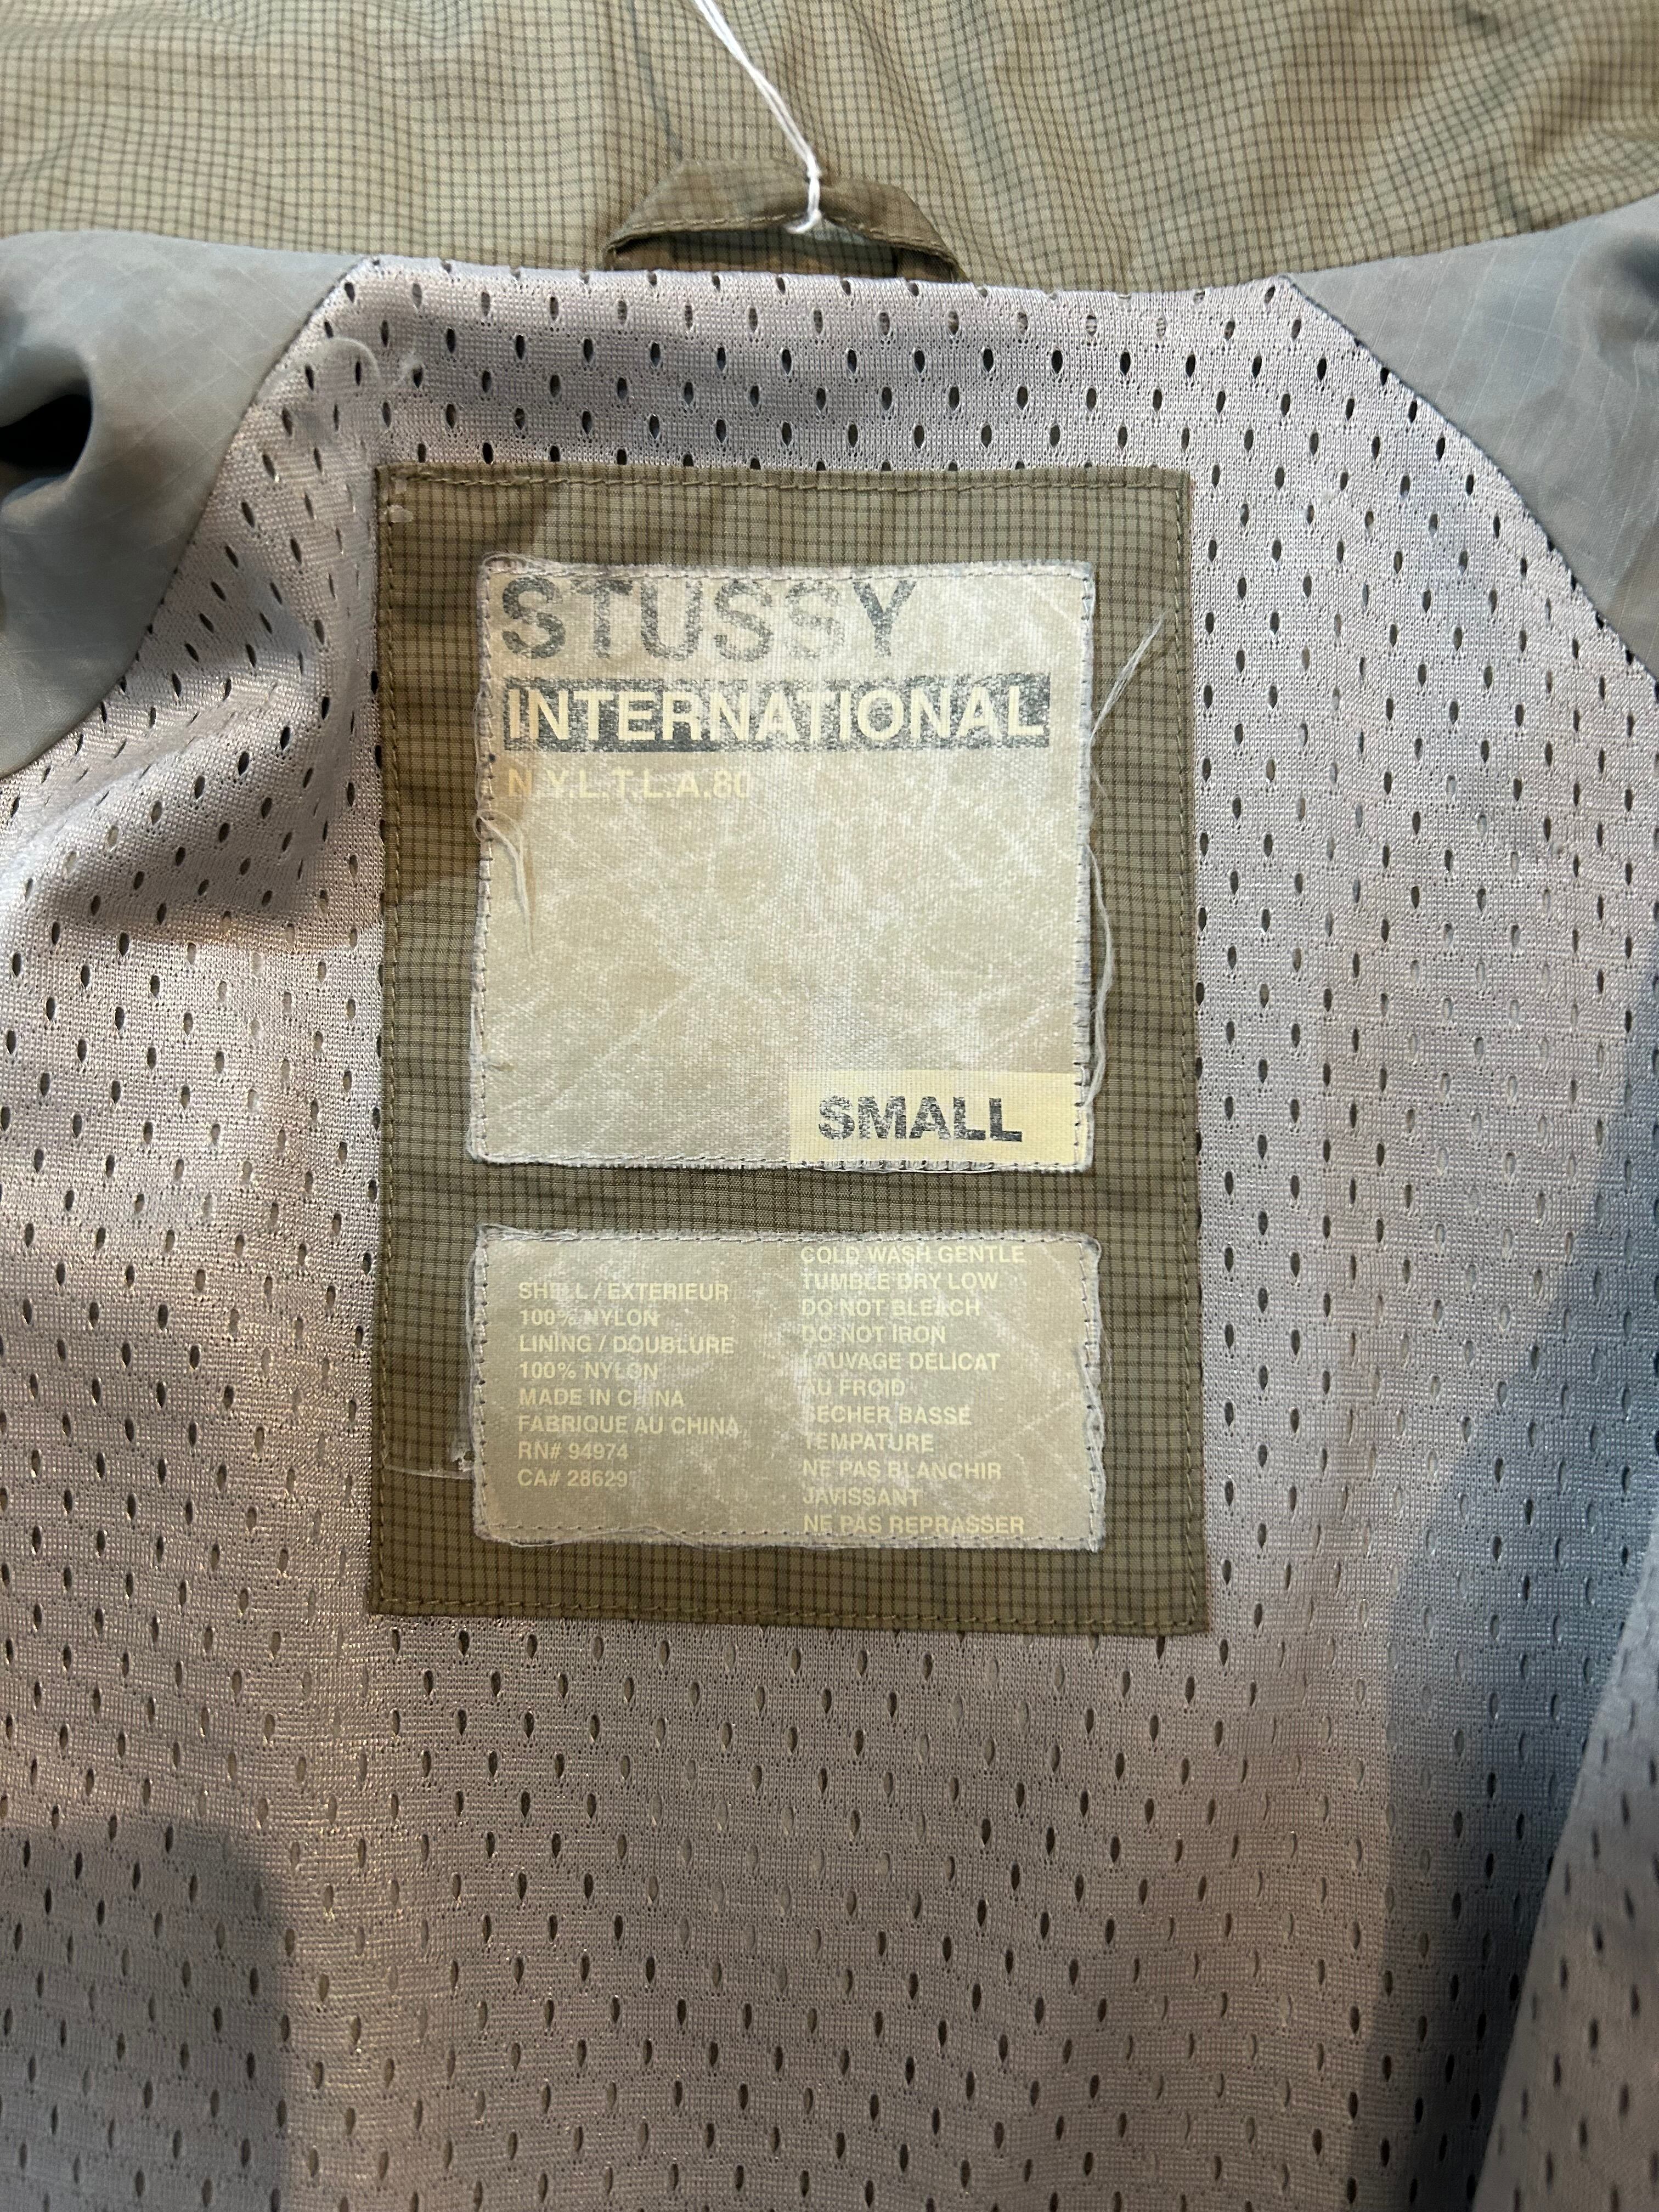 STUSSY
INTERNATIONAL
N.Y.L.T.L.A.80
SMALL
SHELL / EXTERIEUR
100% NYLON
LINING / DOUBLURE
100% NYLON
MADE IN CHINA
FABRIQUE AU CHINA
RN# 94974
CA# 28629
COLD WASH GENTLE
TUMBLE DRY LOW
DO NOT BLEACH
DO NOT IRON
LAUVAGE DELICAT
AU FROID
SECHER BASSE
TEMPATURE
NE PAS BLANCHIR
JAVISSANT
NE PAS REPRASSER